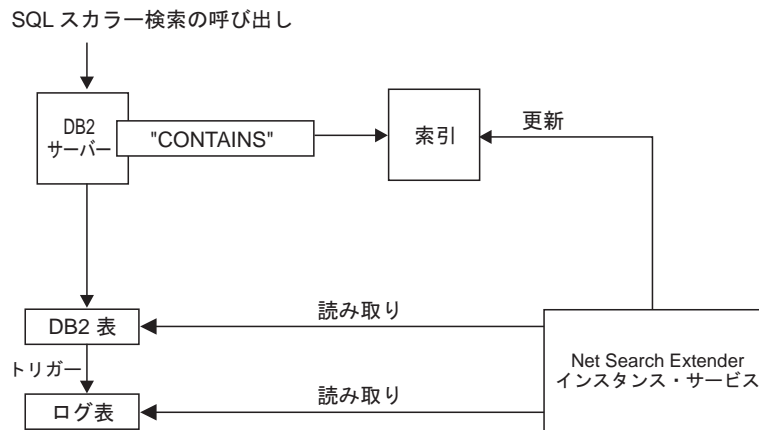 SQL スカラー検索の呼び出し
DB2
サーバー
"CONTAINS"
索引
更新
DB2 表
読み取り
トリガー
ログ表
読み取り
Net Search Extender
インスタンス・サービス